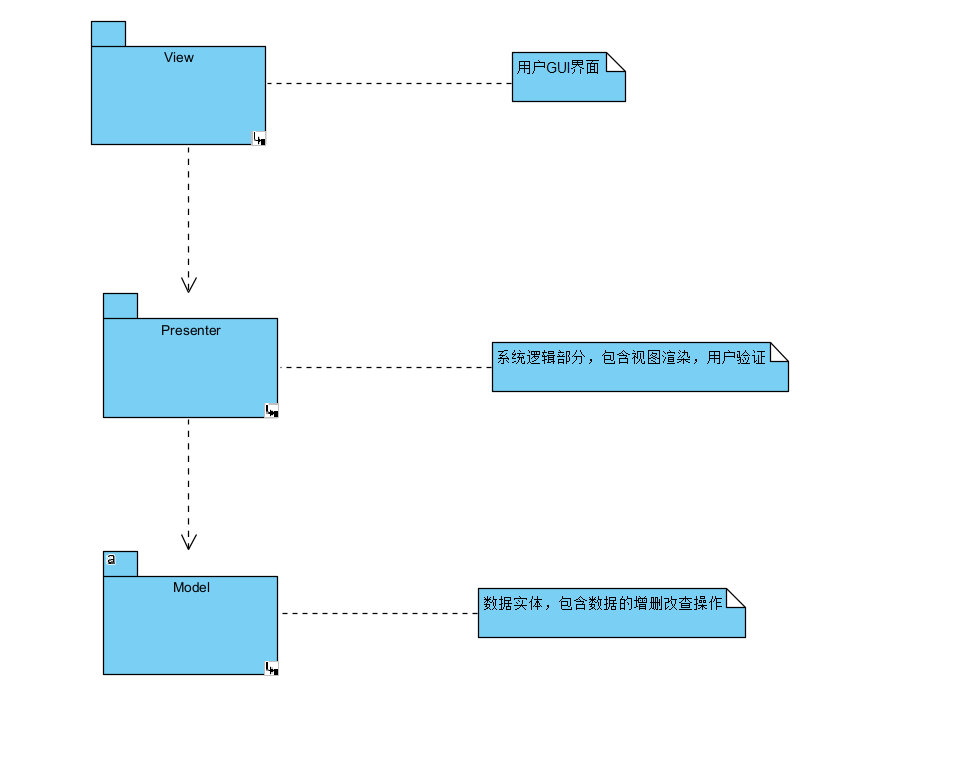 View
用户GUI界面
Presenter
系统逻辑部分，包含视图渲染，用户验证
a
Model
数据实体，包含数据的增删改查操作